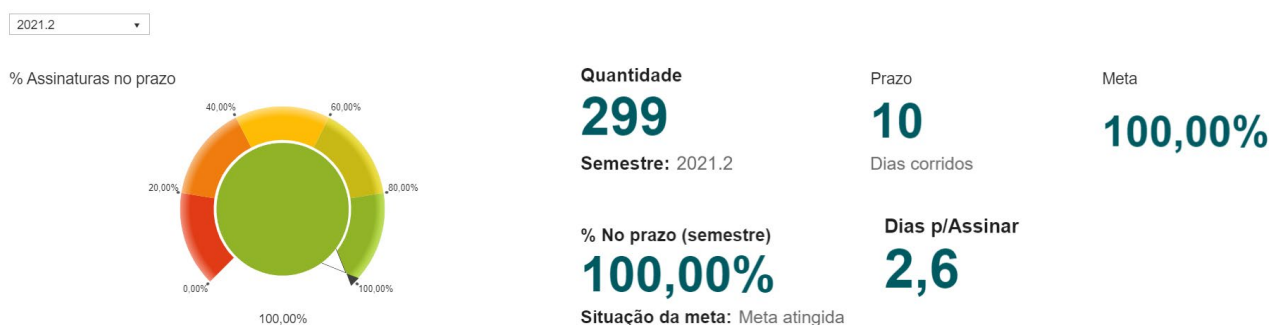 2021.2
% Assinaturas no prazo
40,00%
60,00%
20,00%
80,00%
0,00%
100,00%
100,00%
Quantidade
299
Semestre: 2021.2
Prazo
10
Dias corridos
Meta
100,00%
% No prazo (semestre)
100,00%
Situação da meta: Meta atingida
Dias p/Assinar
2,6